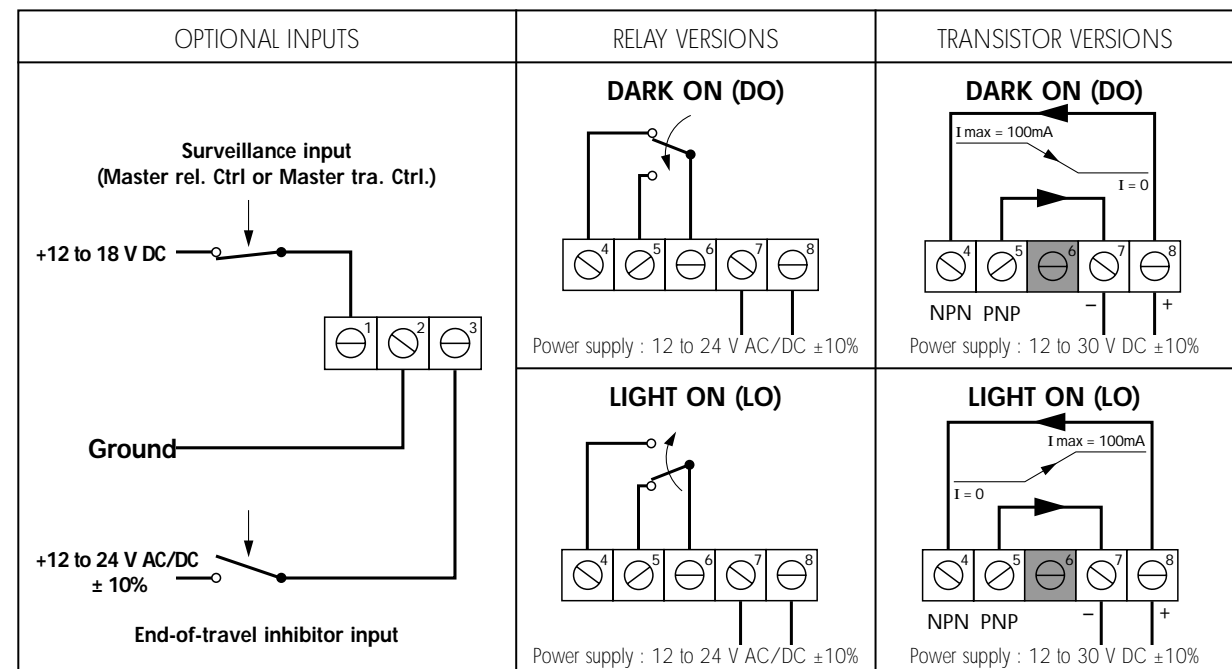 OPTIONAL INPUTS
RELAY VERSIONS
TRANSISTOR VERSIONS
Surveillance input
(Master rel. Ctrl or Master tra. Ctrl.)
+12 to 18 V DC
1 2 3
Ground
+12 to 24 V AC/DC
± 10%
End-of-travel inhibitor input
DARK ON (DO)
4 5 6 7 8
Power supply : 12 to 24 V AC/DC ±10%
LIGHT ON (LO)
4 5 6 7 8
Power supply : 12 to 24 V AC/DC ±10%
DARK ON (DO)
I max = 100mA
I = 0
4 5 6 7 8
NPN PNP – +
Power supply : 12 to 30 V DC ±10%
LIGHT ON (LO)
I max = 100mA
I = 0
4 5 6 7 8
NPN PNP – +
Power supply : 12 to 30 V DC ±10%